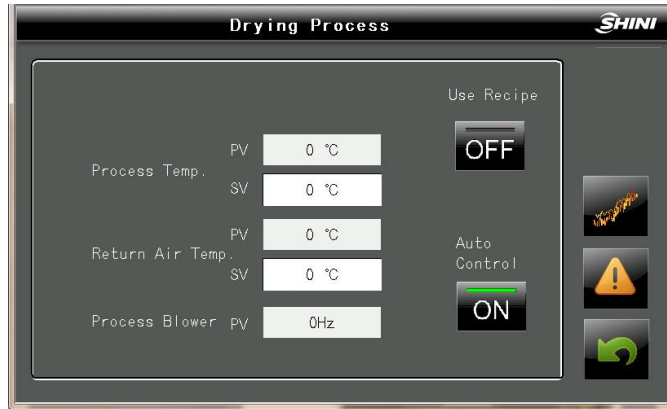 Drying Process
SHINI
Use Recipe
OFF
Process Temp.
PV 0 ℃
SV 0 ℃
Return Air Temp.
PV 0 ℃
SV 0 ℃
Auto
Control
ON
Process Blower PV 0Hz